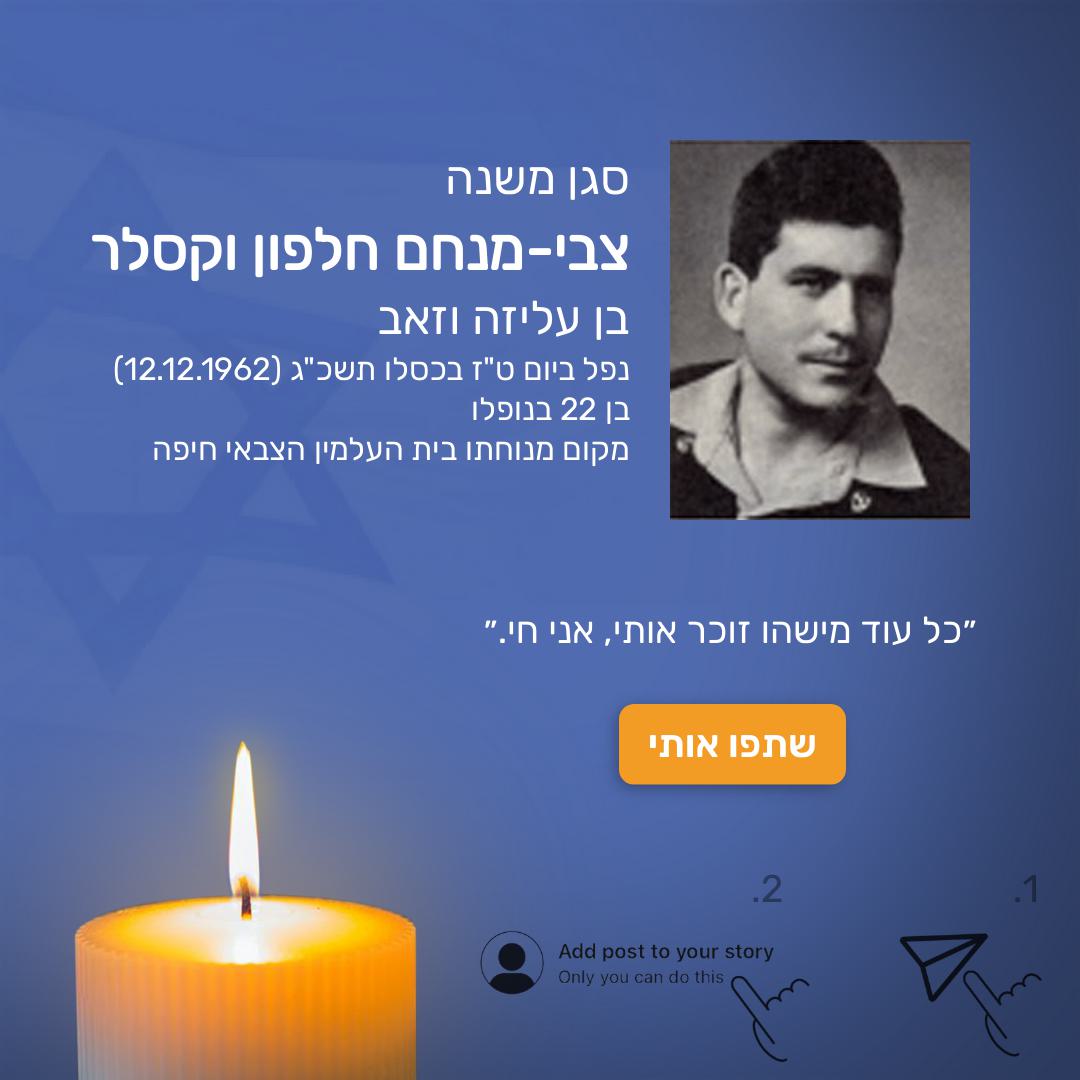 סגן משנה
צבי-מנחם חלפון וקסלר
בן עליזה וזאב
נפל ביום ט"ז בכסלו תשכ"ג (12.12.1962)
בן 22 בנופלו
מקום מנוחתו בית העלמין הצבאי חיפה
״כל עוד מישהו זוכר אותי, אני חי.״
שתפו אותי
1.
2.
Add post to your story
Only you can do this